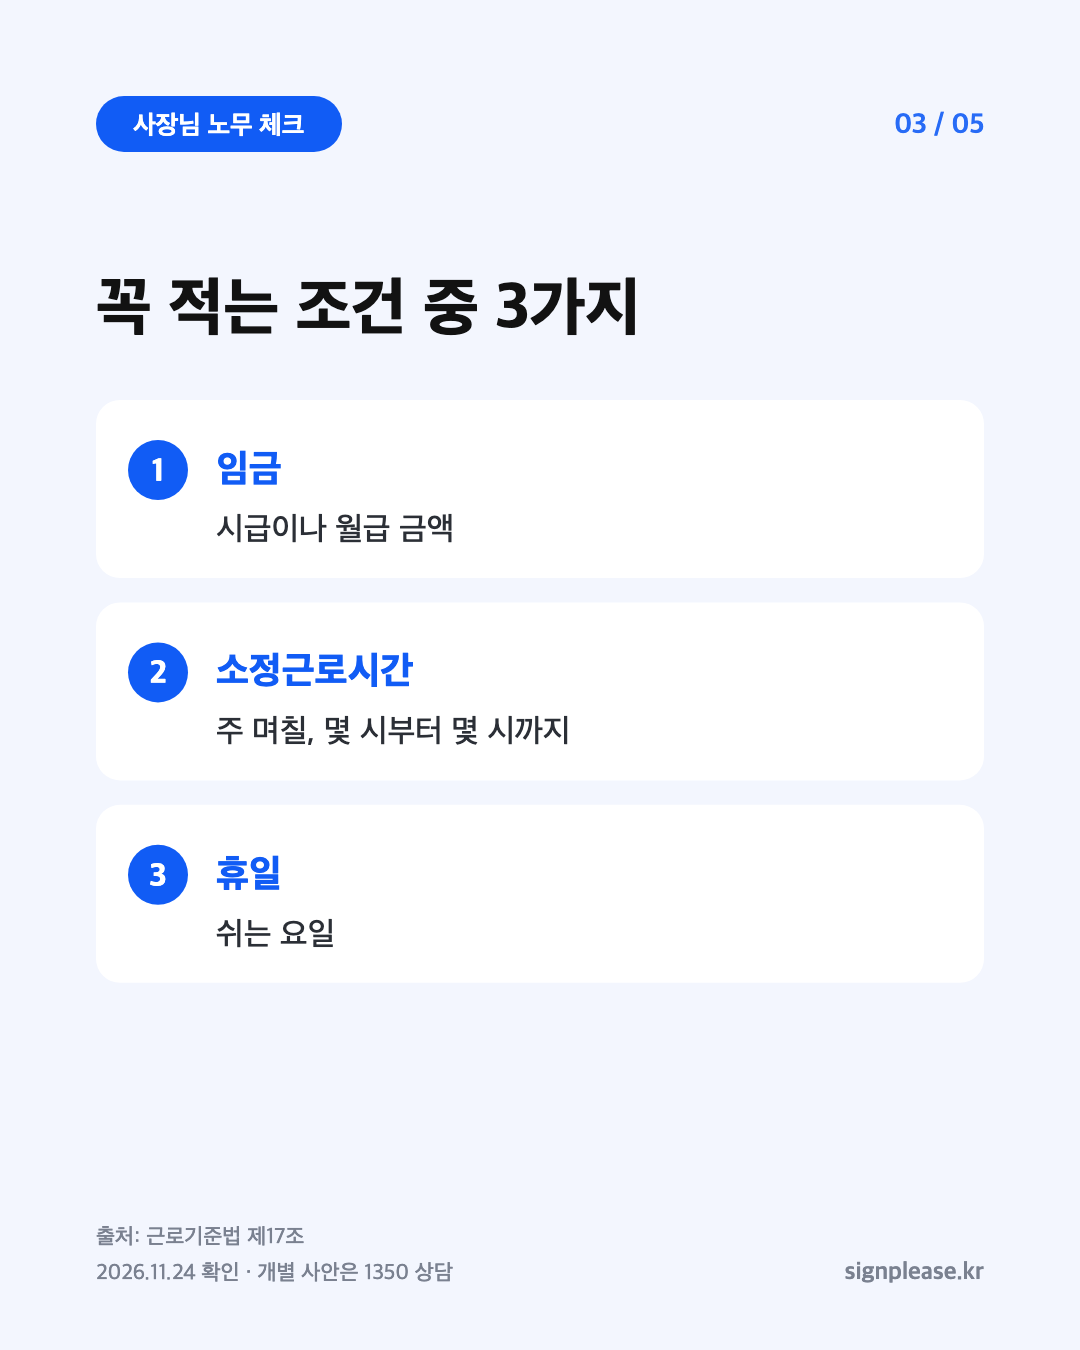 사장님 노무 체크
03 / 05
꼭 적는 조건 중 3가지
1
임금
시급이나 월급 금액
2
소정근로시간
주 며칠, 몇 시부터 몇 시까지
3
휴일
쉬는 요일
출처: 근로기준법 제17조
2026.11.24 확인 · 개별 사안은 1350 상담
signplease.kr